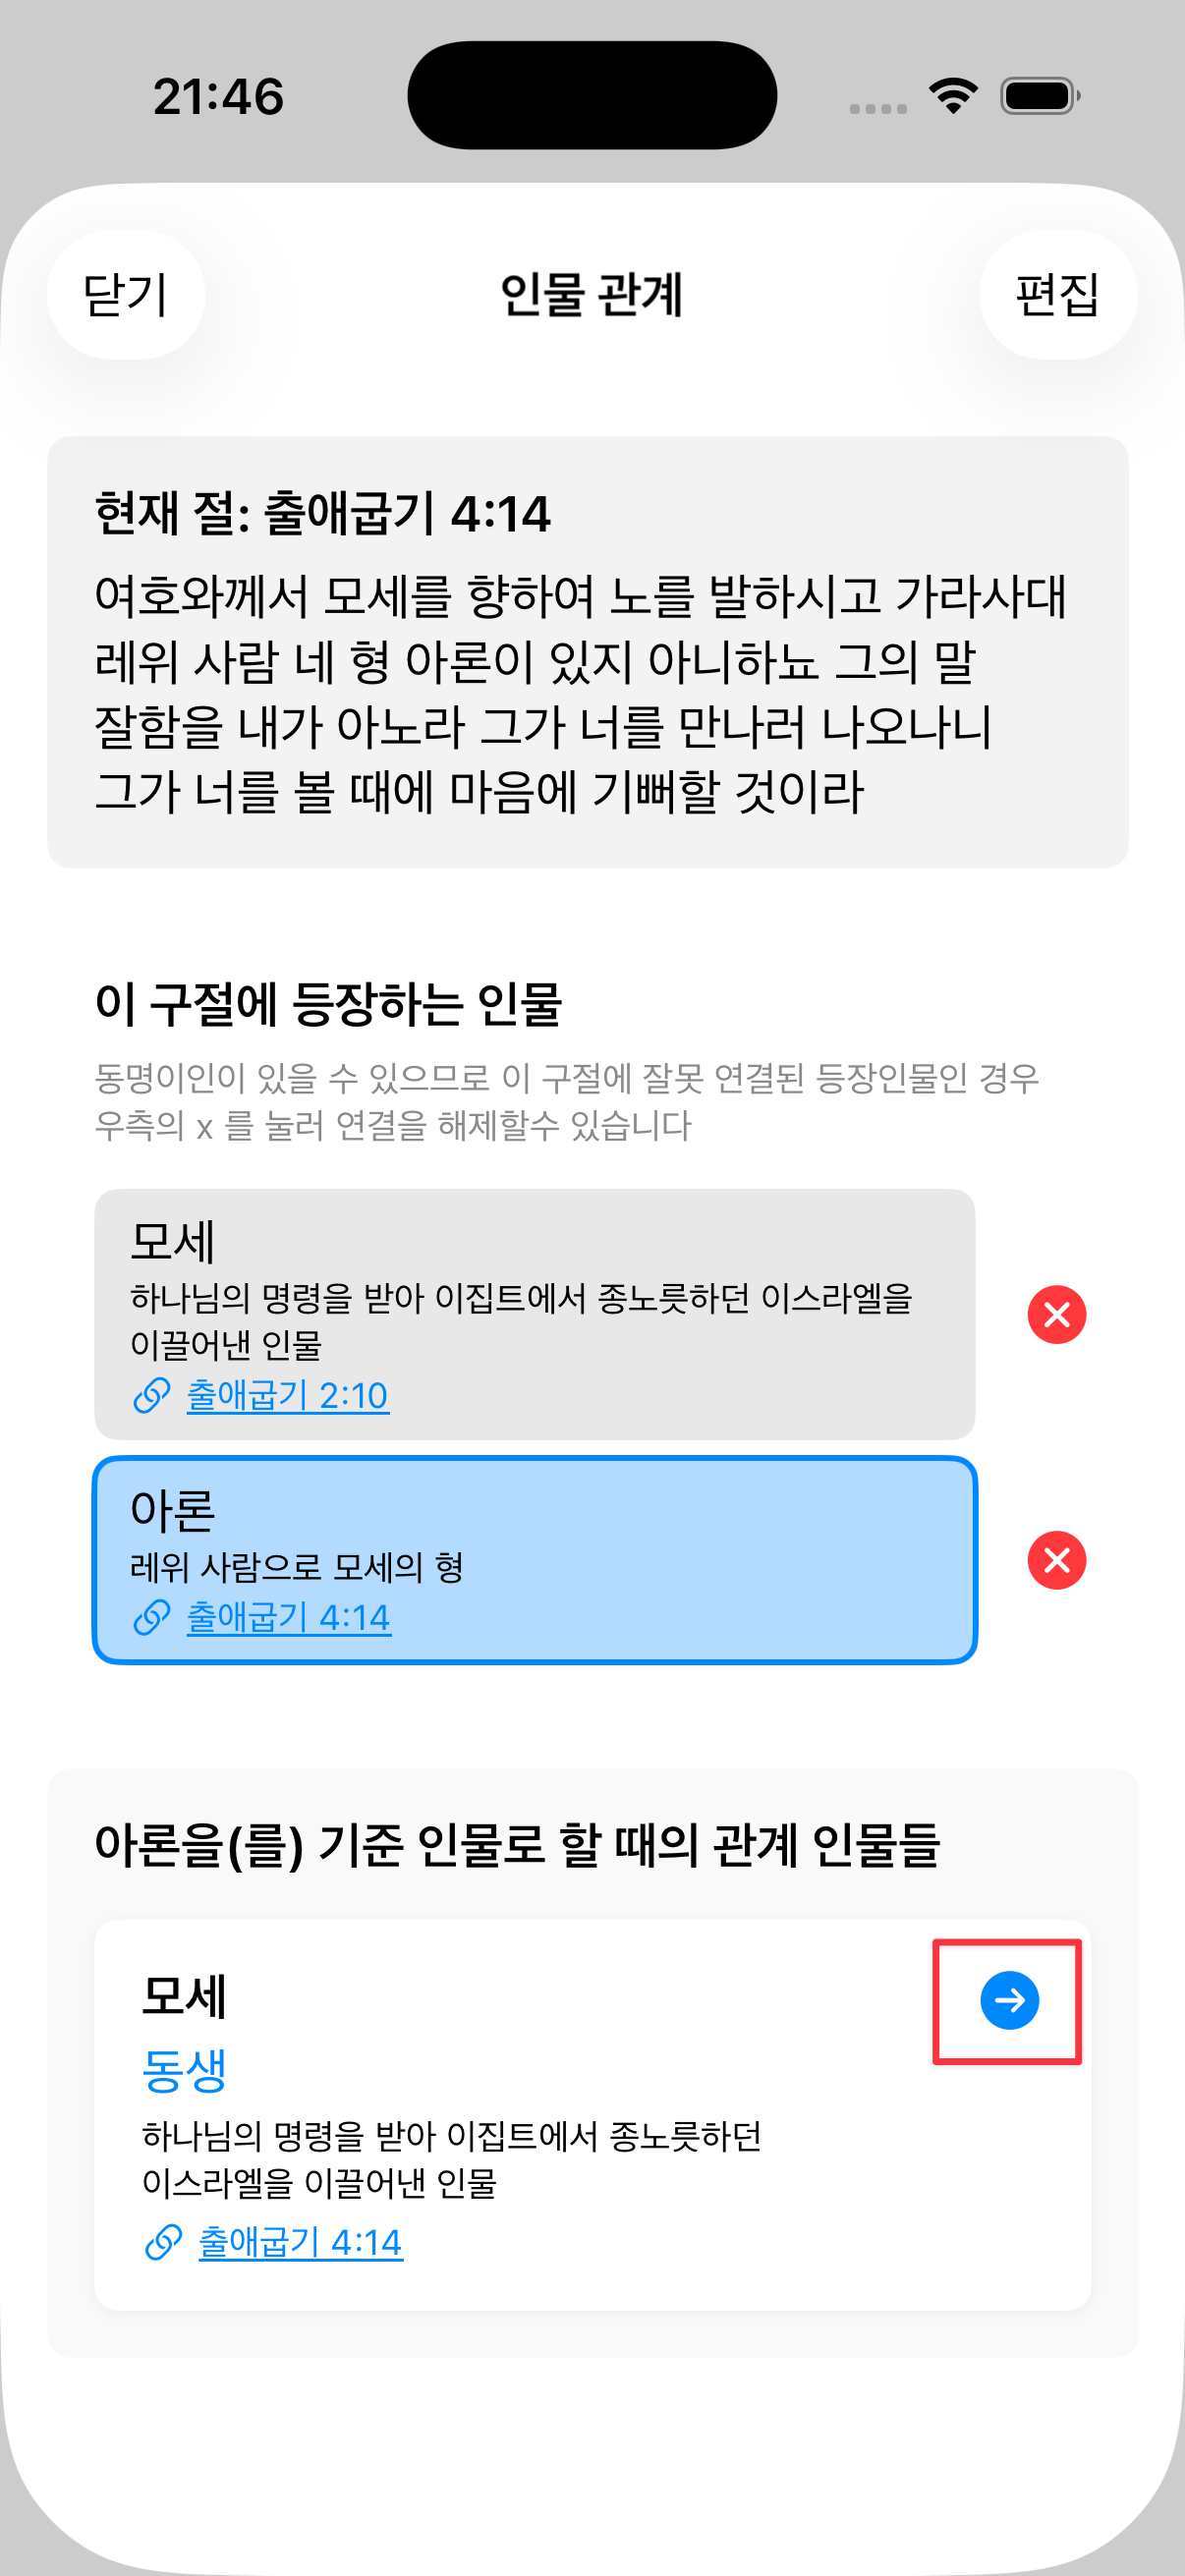 21:46
닫기
인물 관계
편집
현재 절: 출애굽기 4:14
여호와께서 모세를 향하여 노를 발하시고 가라사대
레위 사람 네 형 아론이 있지 아니하뇨 그의 말
잘함을 내가 아노라 그가 너를 만나러 나오나니
그가 너를 볼 때에 마음에 기뻐할 것이라
이 구절에 등장하는 인물
동명이인이 있을 수 있으므로 이 구절에 잘못 연결된 등장인물인 경우
우측의 x 를 눌러 연결을 해제할수 있습니다
모세
하나님의 명령을 받아 이집트에서 종노릇하던 이스라엘을
이끌어낸 인물
출애굽기 2:10
아론
레위 사람으로 모세의 형
출애굽기 4:14
아론을(를) 기준 인물로 할 때의 관계 인물들
모세
동생
하나님의 명령을 받아 이집트에서 종노릇하던
이스라엘을 이끌어낸 인물
출애굽기 4:14